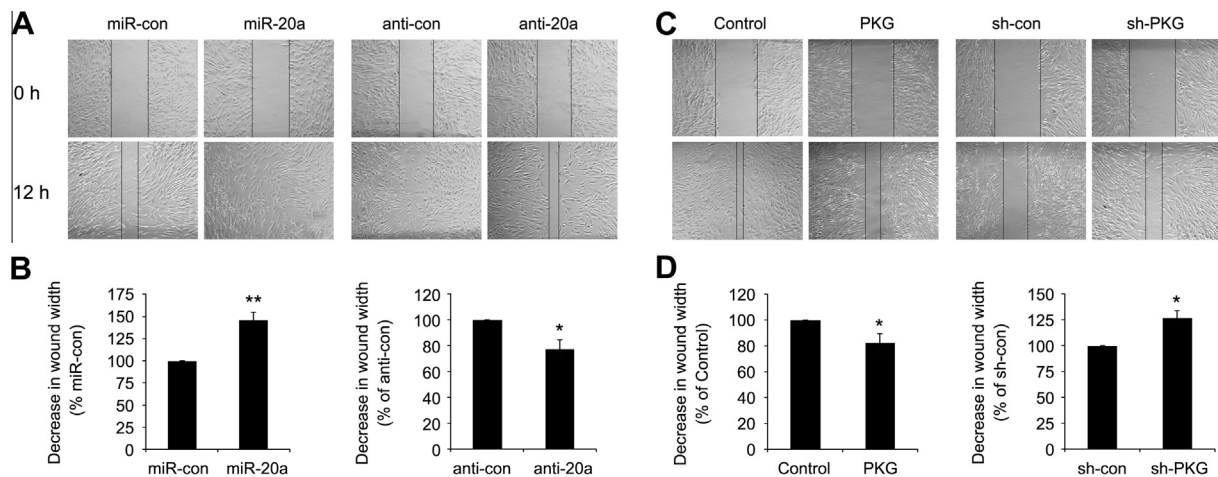 A
miR-con miR-20a anti-con anti-20a
0 h
12 h
B
Decrease in wound width
(% miR-con)
175
150
125
100
75
50
25
0
**
miR-con miR-20a
Decrease in wound width
(% of anti-con)
120
100
80
60
40
20
0
*
anti-con anti-20a
C
Control PKG sh-con sh-PKG
D
Decrease in wound width
(% of Control)
120
100
80
60
40
20
0
*
Control PKG
Decrease in wound width
(% of sh-con)
150
125
100
75
50
25
0
*
sh-con sh-PKG